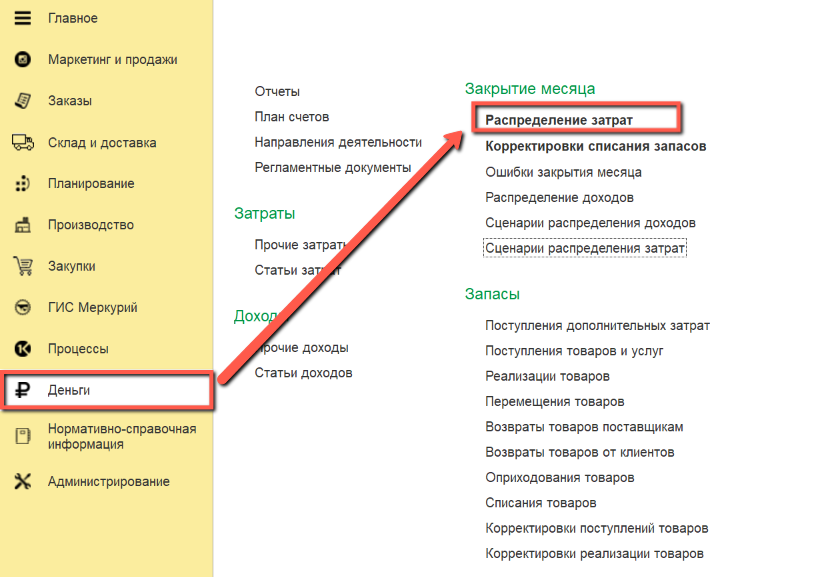 Главное
Маркетинг и продажи
Заказы
Склад и доставка
Планирование
Производство
Закупки
ГИС Меркурий
Процессы
Деньги
Нормативно-справочная
информация
Администрирование
Отчеты
План счетов
Направления деятельности
Регламентные документы
Затраты
Прочие затраты
Статьи затрат
Доход
Прочие доходы
Статьи доходов
Закрытие месяца
Распределение затрат
Корректировки списания запасов
Ошибки закрытия месяца
Распределение доходов
Сценарии распределения доходов
Сценарии распределения затрат
Запасы
Поступления дополнительных затрат
Поступления товаров и услуг
Реализации товаров
Перемещения товаров
Возвраты товаров поставщикам
Возвраты товаров от клиентов
Оприходования товаров
Списания товаров
Корректировки поступлений товаров
Корректировки реализации товаров